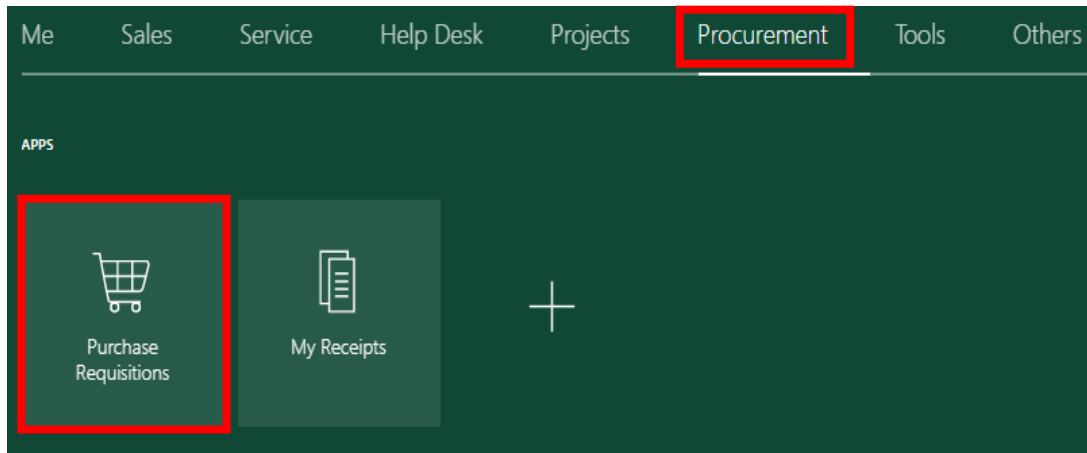 Me Sales Service Help Desk Projects Procurement Tools Others
APPS
Purchase
Requisitions
My Receipts